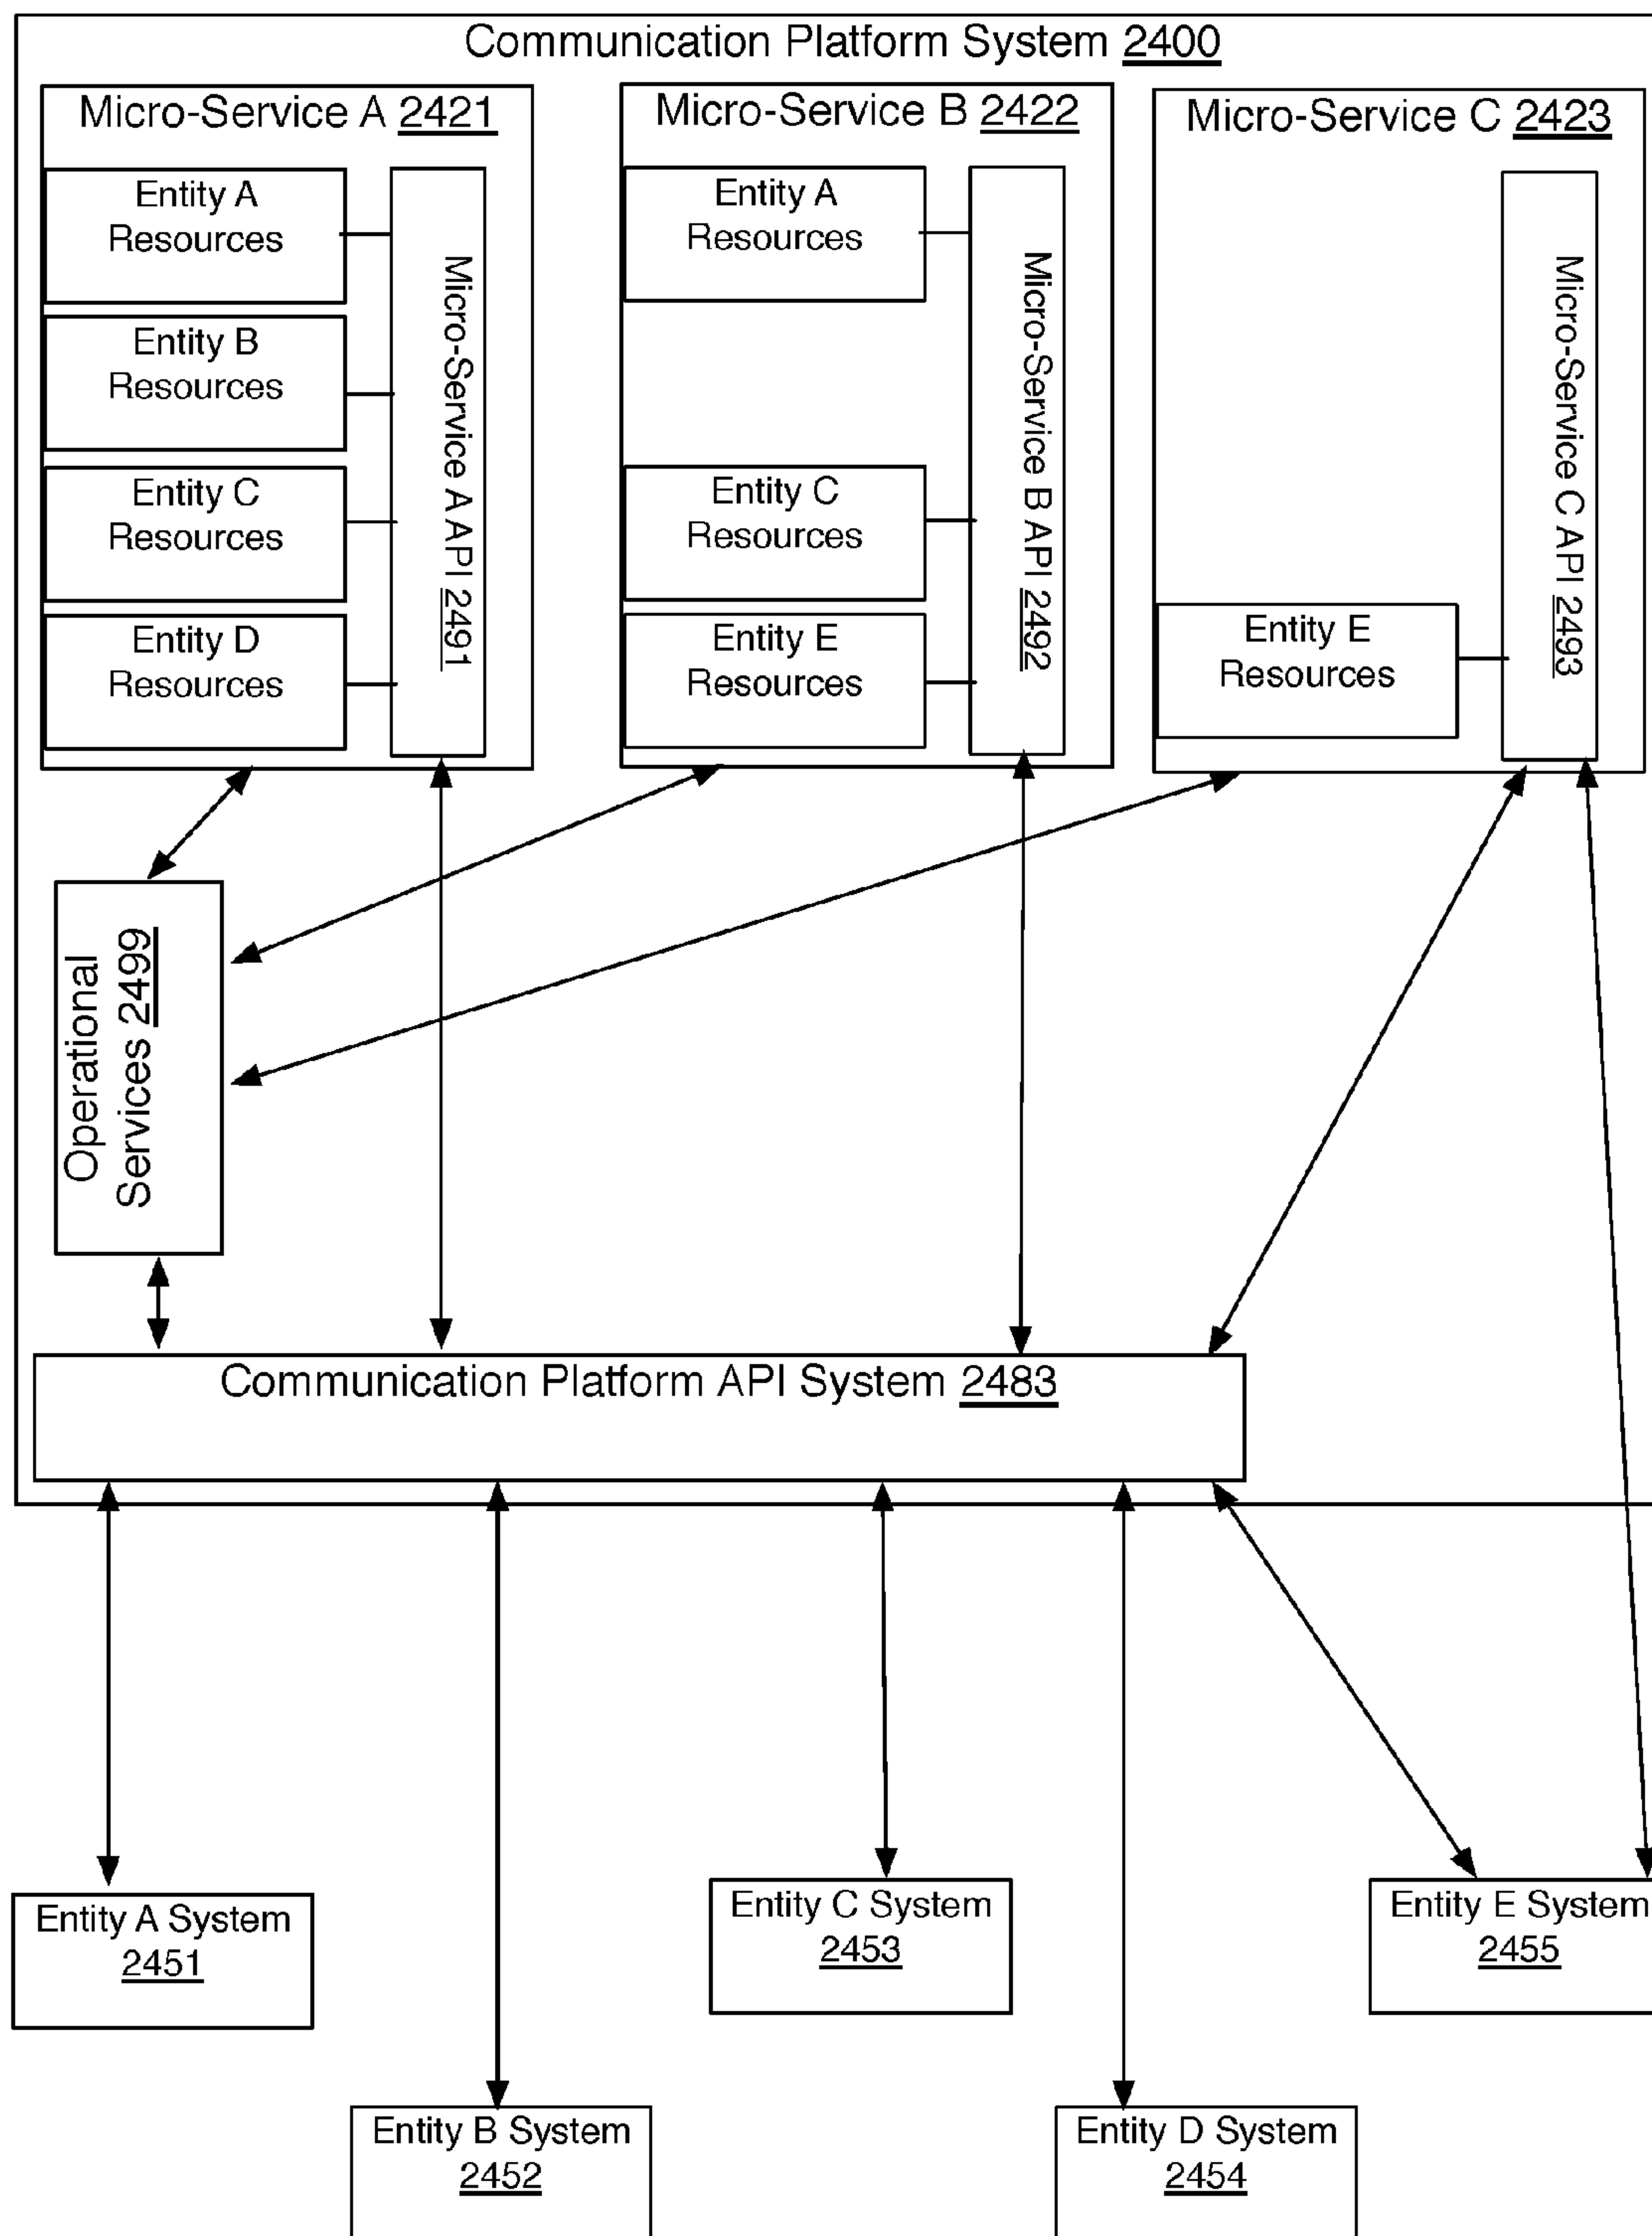 Communication Platform System 2400
Micro-Service A 2421
Entity A
Resources
Entity B
Resources
Entity C
Resources
Entity D
Resources
Micro-Service A API 2491
Micro-Service B 2422
Entity A
Resources
Entity C
Resources
Entity E
Resources
Micro-Service B API 2492
Micro-Service C 2423
Entity E
Resources
Micro-Service C API 2493
Operational
Services 2499
Communication Platform API System 2483
Entity A System
2451
Entity C System
2453
Entity E System
2455
Entity B System
2452
Entity D System
2454